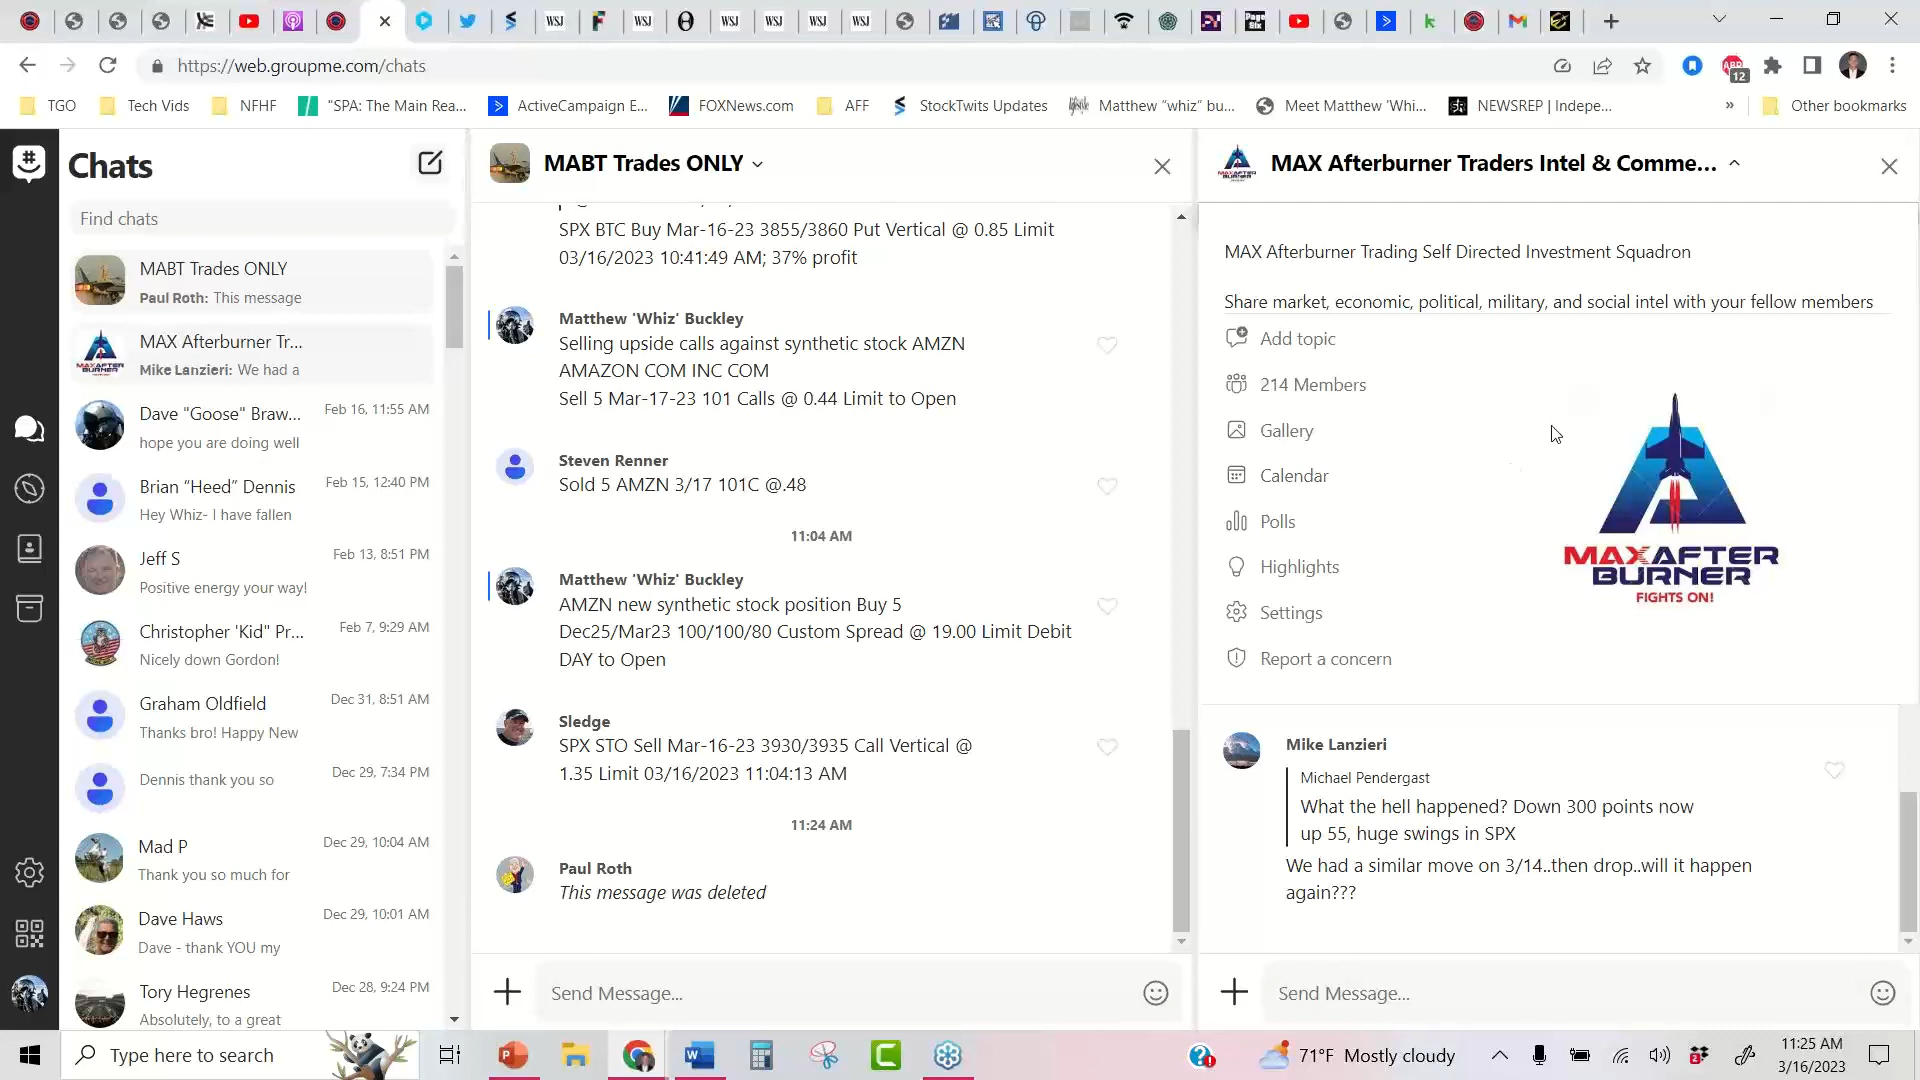 https://web.groupme.com/chats
12
TGO
Tech Vids
NFHF
"SPA: The Main Rea...
ActiveCampaign E...
FOXNews.com
AFF
StockTwits Updates
Matthew "whiz" bu...
Meet Matthew 'Whi...
NEWSREP | Indepe...
»
Other bookmarks
Chats
Find chats
MABT Trades ONLY
Paul Roth: This message
MAX Afterburner Tr...
Mike Lanzieri: We had a
Dave "Goose" Braw...
Feb 16, 11:55 AM
hope you are doing well
Brian "Heed" Dennis
Feb 15, 12:40 PM
Hey Whiz- I have fallen
Jeff S
Feb 13, 8:51 PM
Positive energy your way!
Christopher 'Kid" Pr...
Feb 7, 9:29 AM
Nicely down Gordon!
Graham Oldfield
Dec 31, 8:51 AM
Thanks bro! Happy New
Dec 29, 7:34 PM
Dennis thank you so
Mad P
Dec 29, 10:04 AM
Thank you so much for
Dave Haws
Dec 29, 10:01 AM
Dave - thank YOU my
Tory Hegrenes
Dec 28, 9:24 PM
Absolutely, to a great
MABT Trades ONLY
SPX BTC Buy Mar-16-23 3855/3860 Put Vertical @ 0.85 Limit
03/16/2023 10:41:49 AM; 37% profit
Matthew 'Whiz' Buckley
Selling upside calls against synthetic stock AMZN
AMAZON COM INC COM
Sell 5 Mar-17-23 101 Calls @ 0.44 Limit to Open
Steven Renner
Sold 5 AMZN 3/17 101C @.48
11:04 AM
Matthew 'Whiz' Buckley
AMZN new synthetic stock position Buy 5
Dec25/Mar23 100/100/80 Custom Spread @ 19.00 Limit Debit
DAY to Open
Sledge
SPX STO Sell Mar-16-23 3930/3935 Call Vertical @
1.35 Limit 03/16/2023 11:04:13 AM
11:24 AM
Paul Roth
This message was deleted
Send Message...
MAX Afterburner Traders Intel & Comme...
MAX Afterburner Trading Self Directed Investment Squadron
Share market, economic, political, military, and social intel with your fellow members
Add topic
214 Members
Gallery
Calendar
Polls
Highlights
Settings
Report a concern
MAXAFTER
BURNER
FIGHTS ON!
Mike Lanzieri
Michael Pendergast
What the hell happened? Down 300 points now
up 55, huge swings in SPX
We had a similar move on 3/14..then drop..will it happen
again???
Send Message...
Type here to search
71°F Mostly cloudy
11:25 AM
3/16/2023